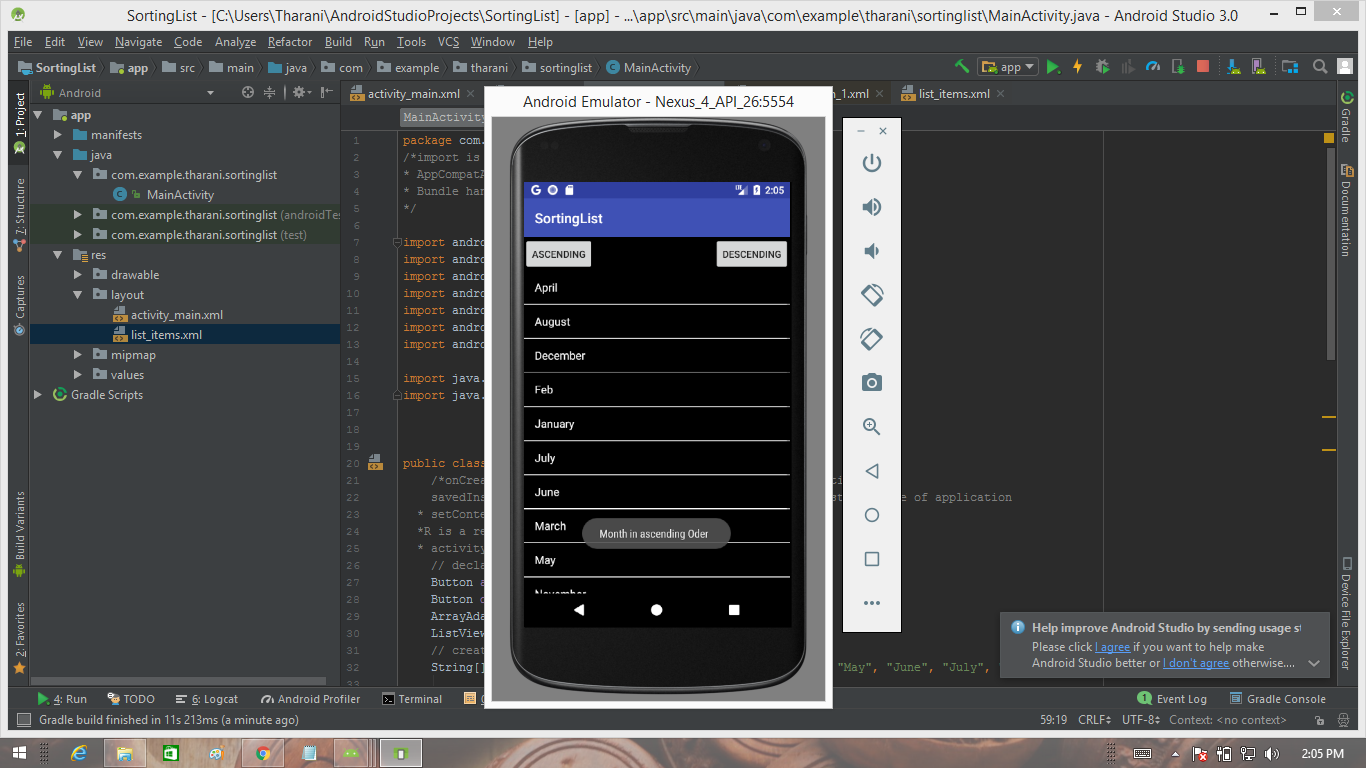 SortingList - [C:\Users\Tharani\AndroidStudioProjects\SortingList] - [app] - ...\app\src\main\java\com\example\tharani\sortinglist\MainActivity.java - Android Studio 3.0
File Edit View Navigate Code Analyze Refactor Build Run Tools VCS Window Help
SortingList app src main java com example tharani sortinglist MainActivity
app
1: Project
7: Structure
Captures
Build Variants
2: Favorites
Android
app
manifests
java
com.example.tharani.sortinglist
MainActivity
com.example.tharani.sortinglist (androidTe
com.example.tharani.sortinglist (test)
res
drawable
layout
activity_main.xml
list_items.xml
mipmap
values
Gradle Scripts
activity_main.xml
_1.xml
list_items.xml
MainActivity
1 package com.
2 /*import is
3 * AppCompatA
4 * Bundle han
5 */
6
7 import andro
8 import andro
9 import andro
10 import andro
11 import andro
12 import andro
13 import andro
14
15 import java.
16 import java.
17
18
19
20 public class
21 /*onCrea
22 savedIns
e of application
23 * setConte
24 *R is a re
25 * activity
26 // decla
27 Button a
28 Button d
29 ArrayAda
30 ListView
31 // creat
32 String[]
"May", "June", "July",
33
Android Emulator - Nexus_4_API_26:5554
2:05
SortingList
ASCENDING
DESCENDING
April
August
December
Feb
January
July
June
March
Month in ascending Oder
May
November
Gradle
Documentation
Device File Explorer
Help improve Android Studio by sending usage st
Please click I agree if you want to help make
Android Studio better or I don't agree otherwise....
4: Run TODO 6: Logcat Android Profiler Terminal
Event Log Gradle Console
1
Gradle build finished in 11s 213ms (a minute ago)
59:19 CRLF UTF-8 Context: <no context>
2:05 PM